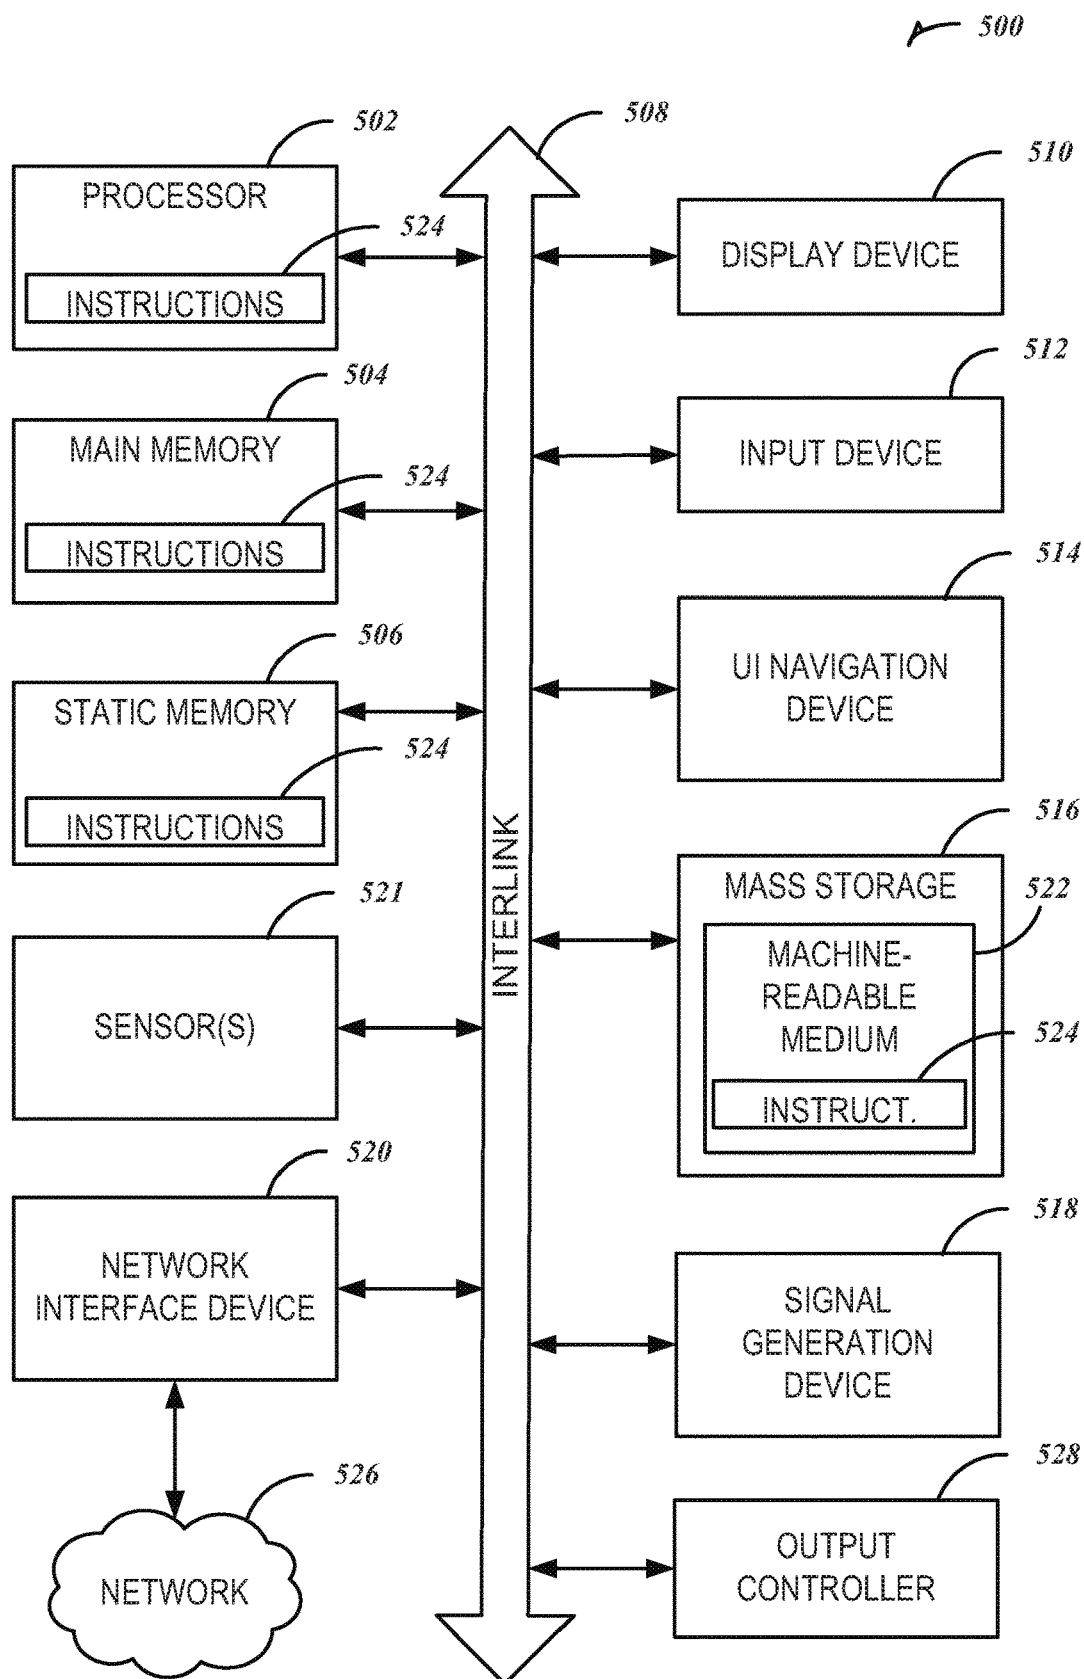 500
502
PROCESSOR
524
INSTRUCTIONS
504
MAIN MEMORY
524
INSTRUCTIONS
506
STATIC MEMORY
524
INSTRUCTIONS
521
SENSOR(S)
520
NETWORK
INTERFACE DEVICE
526
NETWORK
508
INTERLINK
510
DISPLAY DEVICE
512
INPUT DEVICE
514
UI NAVIGATION
DEVICE
516
MASS STORAGE
522
MACHINE-
READABLE
MEDIUM
524
INSTRUCT.
518
SIGNAL
GENERATION
DEVICE
528
OUTPUT
CONTROLLER